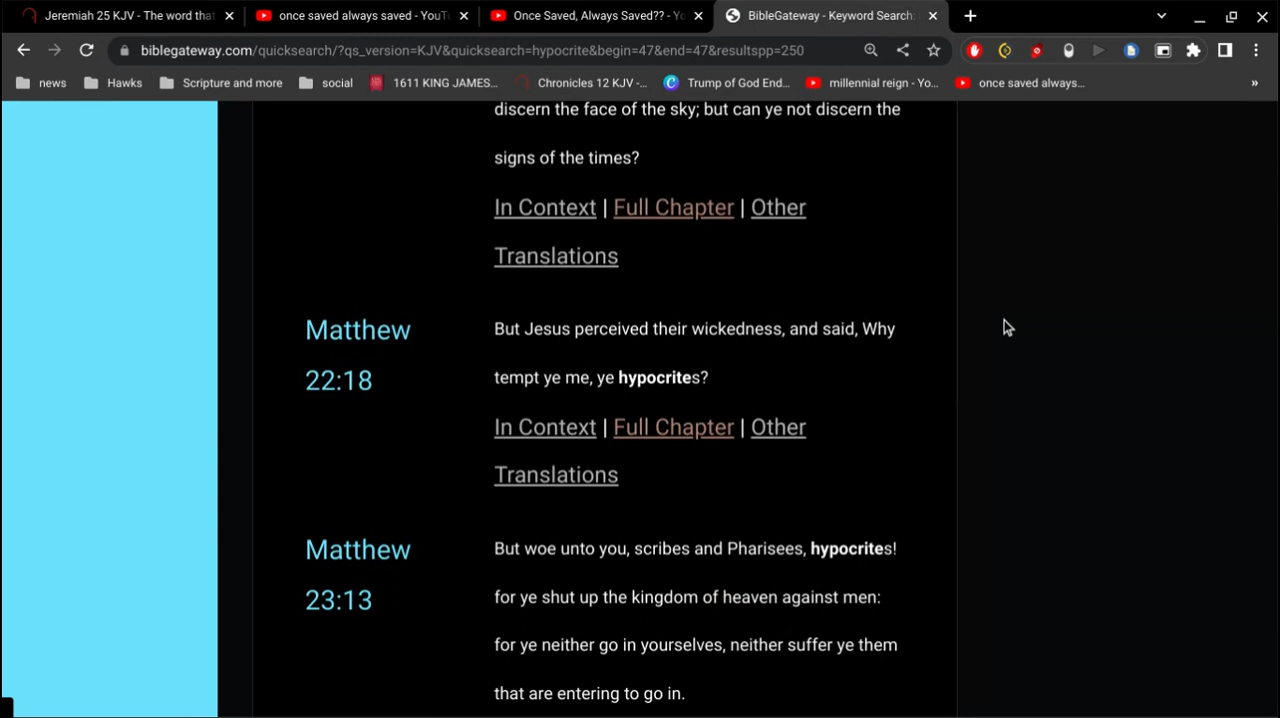 Jeremiah 25 KJV - The word that
once saved always saved - YouT
Once Saved, Always Saved?? - Yo
BibleGateway - Keyword Search:
biblegateway.com/quicksearch/?qs_version=KJV&quicksearch=hypocrite&begin=47&end=47&resultspp=250
news
Hawks
Scripture and more
social
1611 KING JAMES...
Chronicles 12 KJV -...
Trump of God End...
millennial reign - Yo...
once saved always...
discern the face of the sky; but can ye not discern the
signs of the times?
In Context | Full Chapter | Other
Translations
Matthew
22:18
But Jesus perceived their wickedness, and said, Why
tempt ye me, ye hypocrites?
In Context | Full Chapter | Other
Translations
Matthew
23:13
But woe unto you, scribes and Pharisees, hypocrites!
for ye shut up the kingdom of heaven against men:
for ye neither go in yourselves, neither suffer ye them
that are entering to go in.